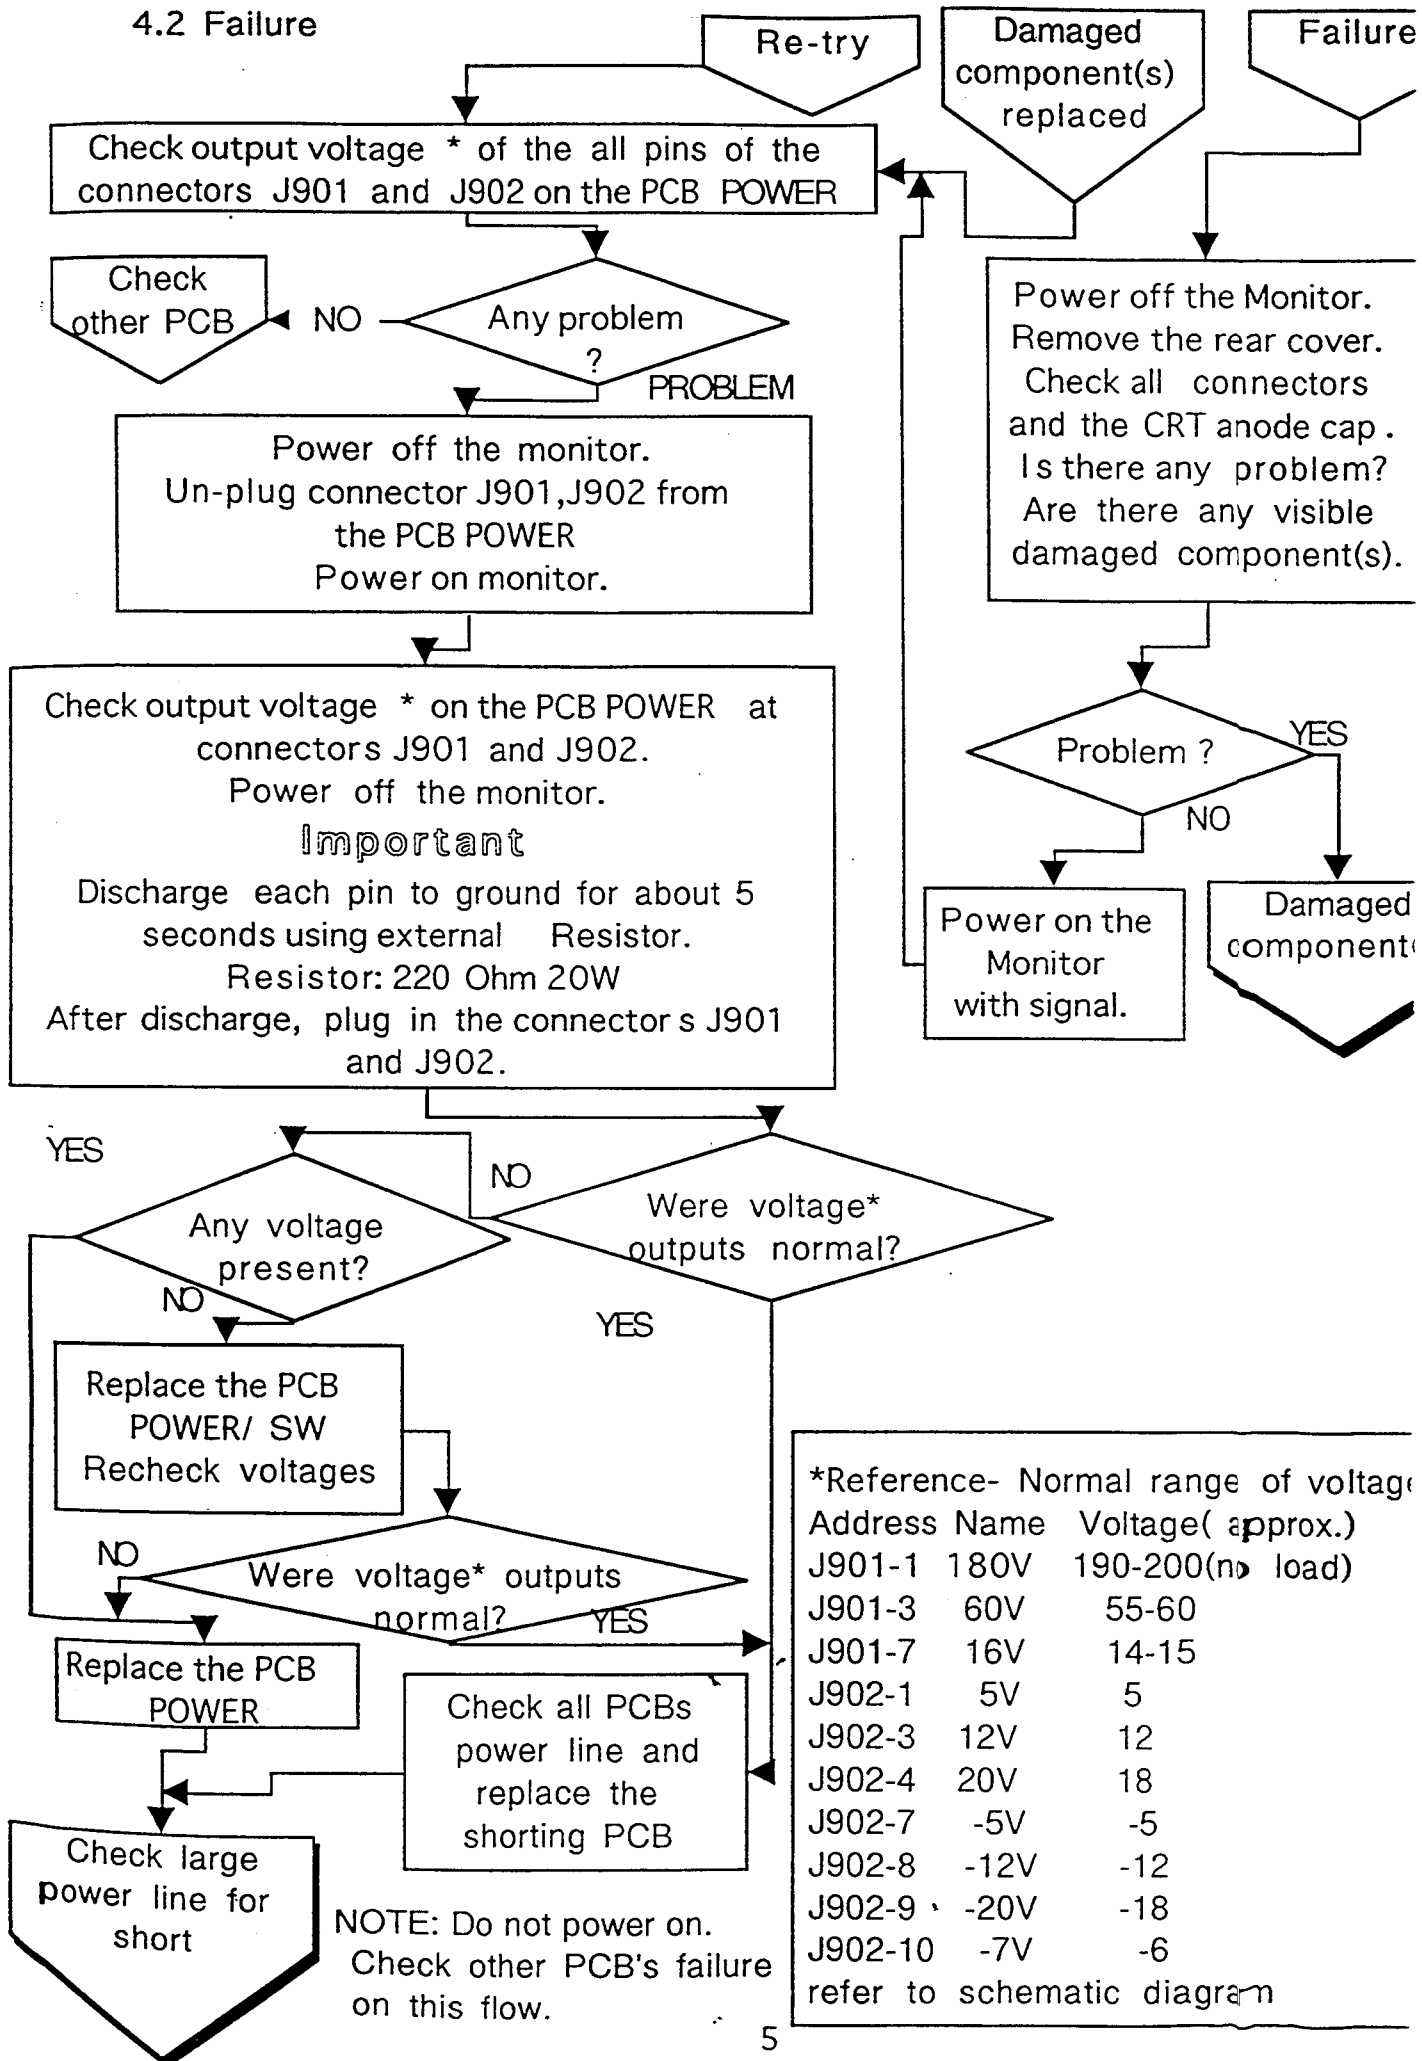 4.2 Failure
Re-try
Damaged
component(s)
replaced
Failure
Check output voltage * of the all pins of the
connectors J901 and J902 on the PCB POWER
Check
other PCB
NO
Any problem
?
PROBLEM
Power off the monitor.
Un-plug connector J901,J902 from
the PCB POWER
Power on monitor.
Power off the Monitor.
Remove the rear cover.
Check all connectors
and the CRT anode cap.
Is there any problem?
Are there any visible
damaged component(s).
Check output voltage * on the PCB POWER at
connectors J901 and J902.
Power off the monitor.
Important
Discharge each pin to ground for about 5
seconds using external Resistor.
Resistor: 220 Ohm 20W
After discharge, plug in the connectors J901
and J902.
Problem ?
YES
NO
Power on the
Monitor
with signal.
Damaged
component(
YES
Any voltage
present?
NO
NO
Were voltage*
outputs normal?
YES
Replace the PCB
POWER/ SW
Recheck voltages
NO
Were voltage* outputs
normal?
YES
Replace the PCB
POWER
Check all PCBs
power line and
replace the
shorting PCB
Check large
power line for
short
NOTE: Do not power on.
Check other PCB's failure
on this flow.
*Reference- Normal range of voltage
Address Name Voltage( approx.)
J901-1 180V 190-200(no load)
J901-3 60V 55-60
J901-7 16V 14-15
J902-1 5V 5
J902-3 12V 12
J902-4 20V 18
J902-7 -5V -5
J902-8 -12V -12
J902-9 -20V -18
J902-10 -7V -6
refer to schematic diagram
5